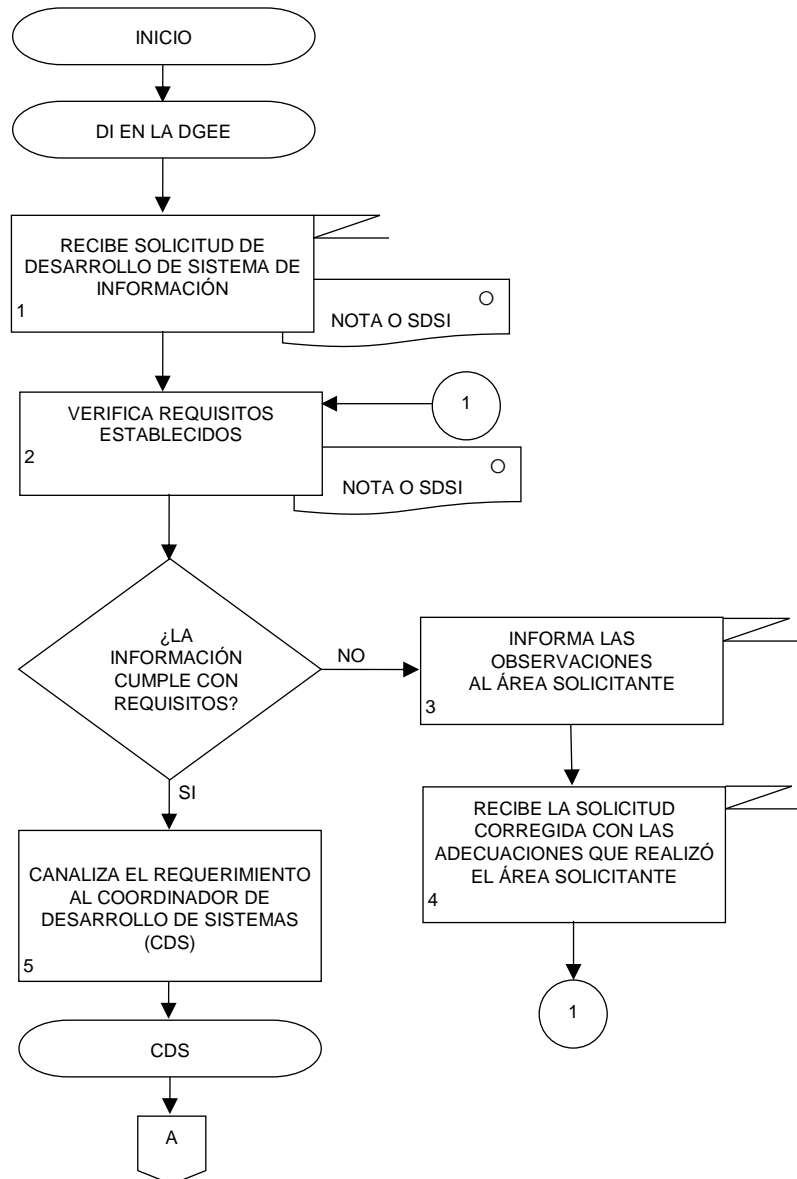 INICIO
DI EN LA DGEE
RECIBE SOLICITUD DE
DESARROLLO DE SISTEMA DE
INFORMACIÓN
1
NOTA O SDSI
VERIFICA REQUISITOS
ESTABLECIDOS
2
1
NOTA O SDSI
¿LA
INFORMACIÓN
CUMPLE CON
REQUISITOS?
NO
INFORMA LAS
OBSERVACIONES
AL ÁREA SOLICITANTE
3
RECIBE LA SOLICITUD
CORREGIDA CON LAS
ADECUACIONES QUE REALIZÓ
EL ÁREA SOLICITANTE
4
1
SI
CANALIZA EL REQUERIMIENTO
AL COORDINADOR DE
DESARROLLO DE SISTEMAS
(CDS)
5
CDS
A